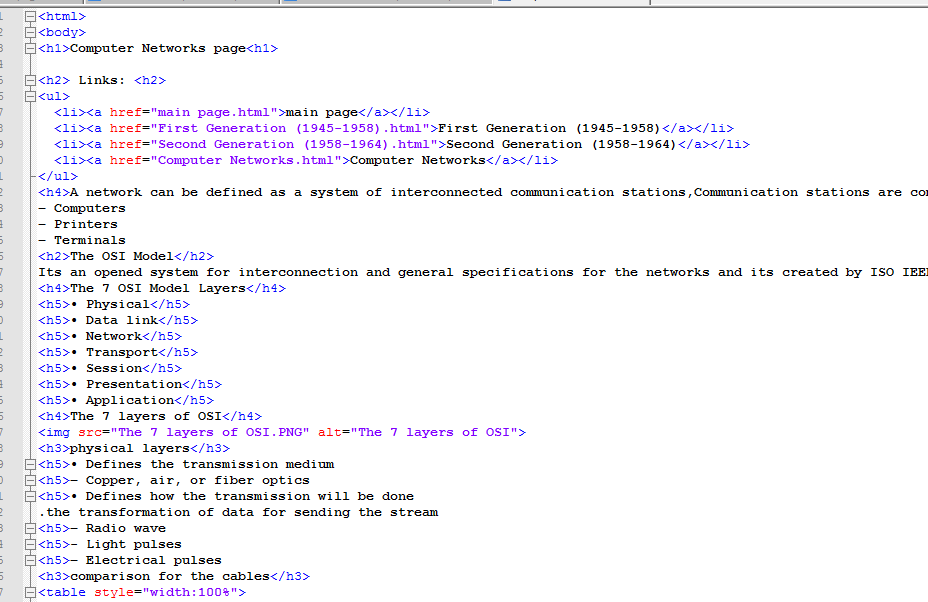 <html>
<body>
<h1>Computer Networks page<h1>
<h2> Links: <h2>
<ul>
<li><a href="main page.html">main page</a></li>
<li><a href="First Generation (1945-1958).html">First Generation (1945-1958)</a></li>
<li><a href="Second Generation (1958-1964).html">Second Generation (1958-1964)</a></li>
<li><a href="Computer Networks.html">Computer Networks</a></li>
</ul>
<h4>A network can be defined as a system of interconnected communication stations,Communication stations are
– Computers
– Printers
– Terminals
<h2>The OSI Model</h2>
Its an opened system for interconnection and general specifications for the networks and its created by ISO
<h4>The 7 OSI Model Layers</h4>
<h5>• Physical</h5>
<h5>• Data link</h5>
<h5>• Network</h5>
<h5>• Transport</h5>
<h5>• Session</h5>
<h5>• Presentation</h5>
<h5>• Application</h5>
<h4>The 7 layers of OSI</h4>
<img src="The 7 layers of OSI.PNG" alt="The 7 layers of OSI">
<h3>physical layers</h3>
<h5>• Defines the transmission medium
<h5>– Copper, air, or fiber optics
<h5>• Defines how the transmission will be done
.the transformation of data for sending the stream
<h5>– Radio wave
<h5>- Light pulses
<h5>– Electrical pulses
<h3>comparison for the cables</h3>
<table style="width:100%">